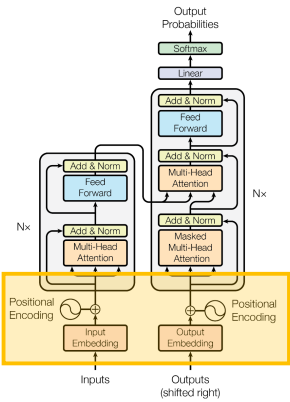 Output
Probabilities
Softmax
Linear
Add & Norm
Feed
Forward
Add & Norm
Multi-Head
Attention
Add & Norm
Masked
Multi-Head
Attention
N×
Add & Norm
Feed
Forward
N×
Add & Norm
Multi-Head
Attention
Positional
Encoding
Input
Embedding
Output
Embedding
Positional
Encoding
Inputs
Outputs
(shifted right)